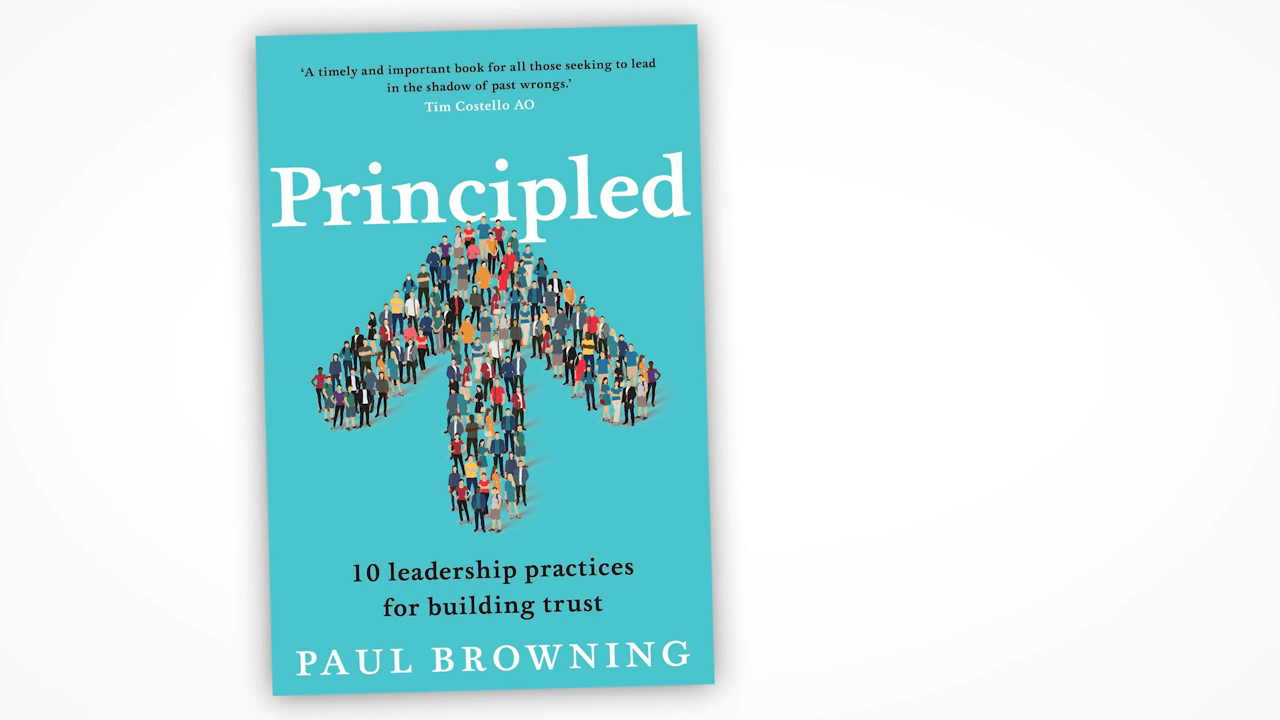 ‘A timely and important book for all those seeking to lead
in the shadow of past wrongs.’
Tim Costello AO
Principled
10 leadership practices
for building trust
PAUL BROWNING